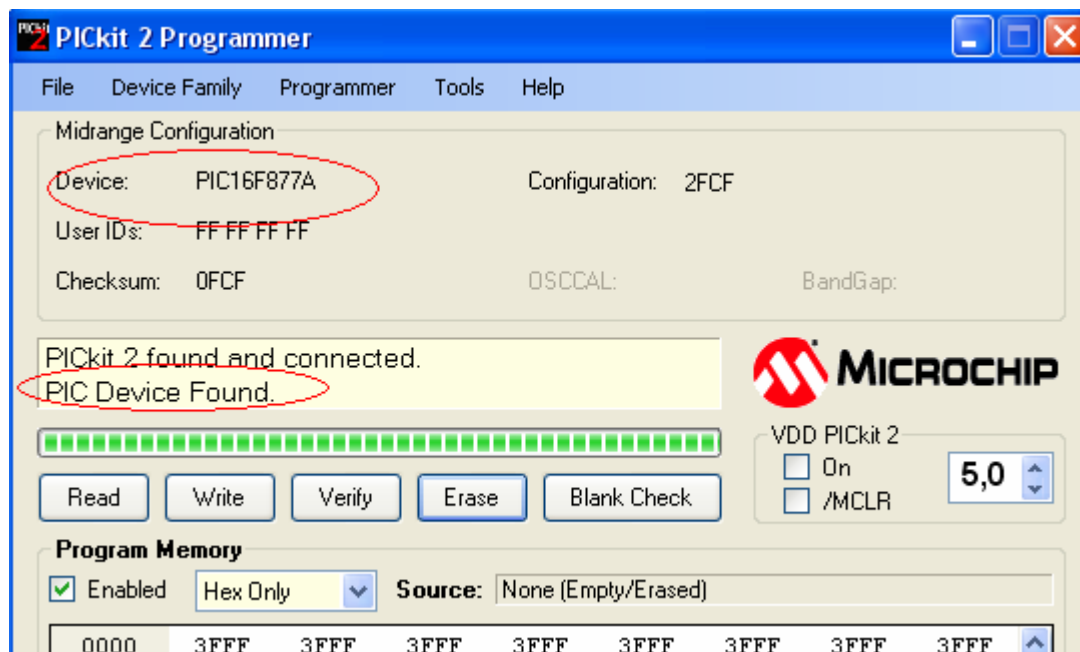 PICkit 2 Programmer
File Device Family Programmer Tools Help
Midrange Configuration
Device: PIC16F877A Configuration: 2FCF
User IDs: FF FF FF FF
Checksum: 0FCF OSCCAL: BandGap:
PICkit 2 found and connected.
PIC Device Found.
MICROCHIP
VDD PICkit 2
On
/MCLR
5,0
Read Write Verify Erase Blank Check
Program Memory
Enabled Hex Only Source: None (Empty/Erased)
0000 3FFF 3FFF 3FFF 3FFF 3FFF 3FFF 3FFF 3FFF